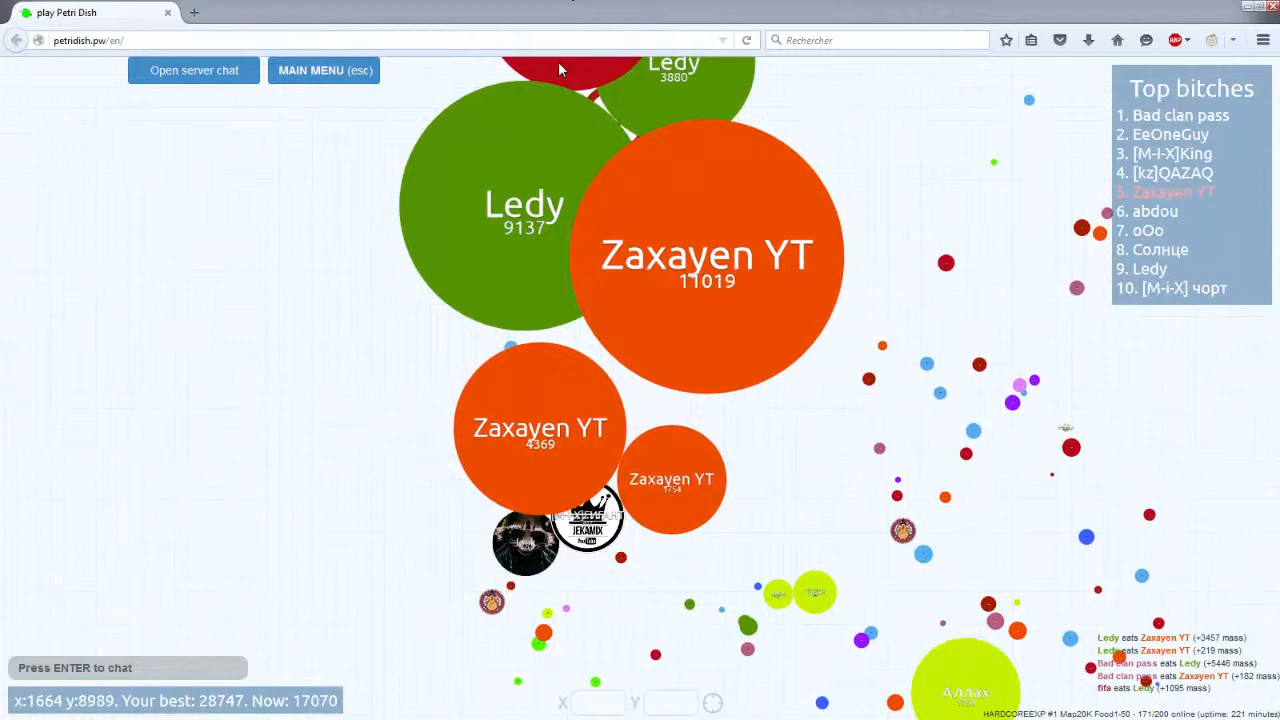 play Petri Dish
petridish.pw/en/
Rechercher
ABP
Open server chat
MAIN MENU (esc)
Ledy
3880
Ledy
9137
Zaxayen YT
11019
Zaxayen YT
4369
Zaxayen YT
1754
JEKAMIX
YouTube
Аллах
Top bitches
1. Bad clan pass
2. EeOneGuy
3. [M-I-X]King
4. [kz]QAZAQ
5. Zaxayen YT
6. abdou
7. oOo
8. Солнце
9. Ledy
10. [M-i-X] чорт
Ledy eats Zaxayen YT (+3457 mass)
Ledy eats Zaxayen YT (+219 mass)
Bad clan pass eats Ledy (+5446 mass)
Bad clan pass eats Zaxayen YT (+182 mass)
fifa eats Ledy (+1095 mass)
Press ENTER to chat
x:1664 y:8989. Your best: 28747. Now: 17070
X
Y
HARDCOREEXP #1 Map20K Food1-50 - 171/200 online (uptime: 221 minutes)